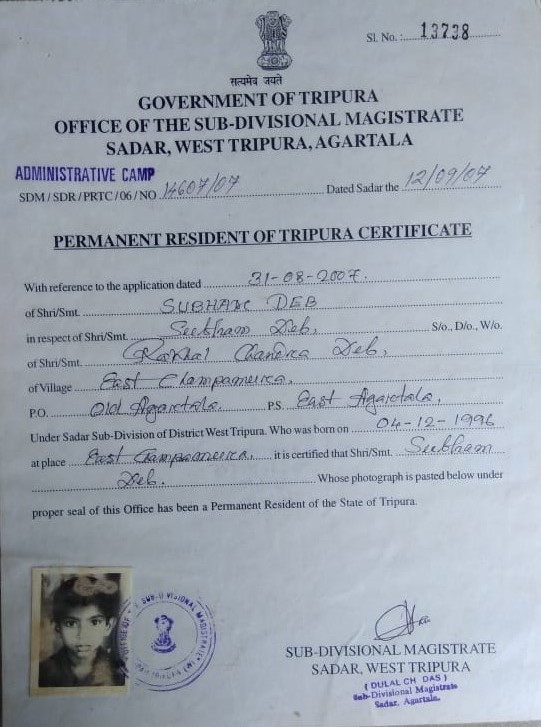 Sl. No. : 13738
सत्यमेव जयते
GOVERNMENT OF TRIPURA
OFFICE OF THE SUB-DIVISIONAL MAGISTRATE
SADAR, WEST TRIPURA, AGARTALA
ADMINISTRATIVE CAMP
SDM / SDR / PRTC / 06 / NO 14607/07 Dated Sadar the 12/09/07
PERMANENT RESIDENT OF TRIPURA CERTIFICATE
With reference to the application dated 31-08-2007.
of Shri/Smt. SUBHAM DEB
in respect of Shri/Smt. Subham Deb, S/o., D/o., W/o.
of Shri/Smt. Rakhal Chandra Deb,
of Village East Champamura,
P.O. Old Agartala. P.S. East Agartala,
Under Sadar Sub-Division of District West Tripura. Who was born on 04-12-1996
at place East Champamura, it is certified that Shri/Smt. Subham
Deb. Whose photograph is pasted below under
proper seal of this Office has been a Permanent Resident of the State of Tripura.
SUB-DIVISIONAL MAGISTRATE
SADAR, WEST TRIPURA
( DULAL CH DAS )
Sub-Divisional Magistrate
Sadar, Agartala.